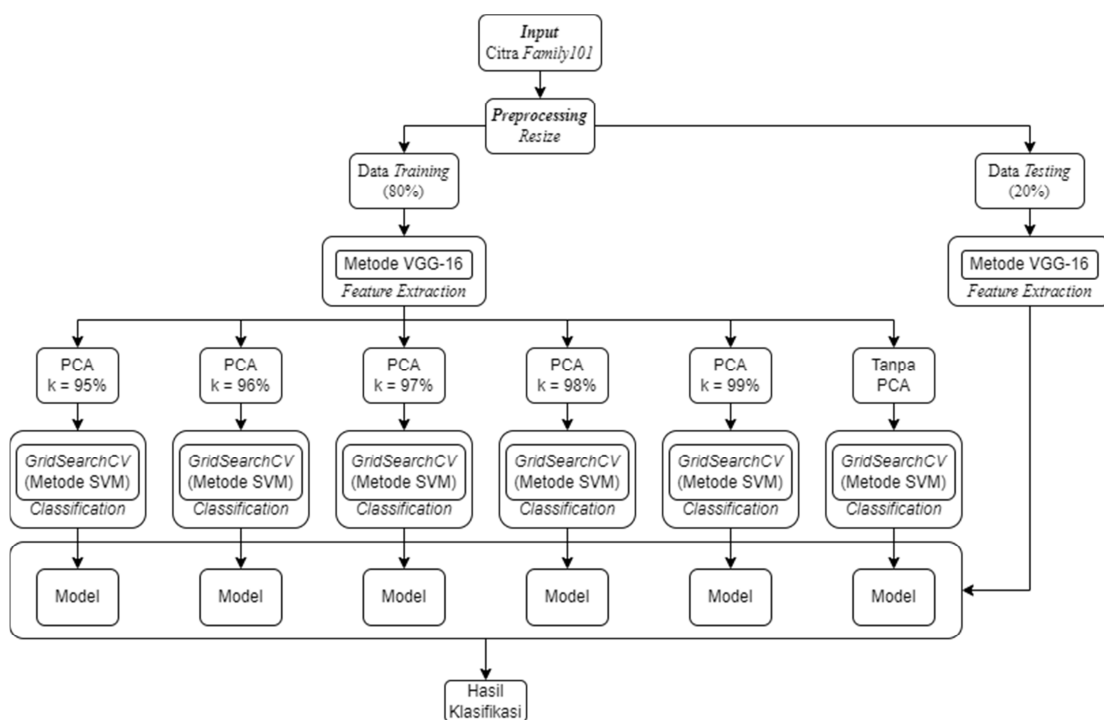 Input
Citra Family101
Preprocessing
Resize
Data Training
(80%)
Data Testing
(20%)
Metode VGG-16
Feature Extraction
Metode VGG-16
Feature Extraction
PCA
k = 95%
PCA
k = 96%
PCA
k = 97%
PCA
k = 98%
PCA
k = 99%
Tanpa
PCA
GridSearchCV
(Metode SVM)
Classification
GridSearchCV
(Metode SVM)
Classification
GridSearchCV
(Metode SVM)
Classification
GridSearchCV
(Metode SVM)
Classification
GridSearchCV
(Metode SVM)
Classification
GridSearchCV
(Metode SVM)
Classification
Model
Model
Model
Model
Model
Model
Hasil
Klasifikasi